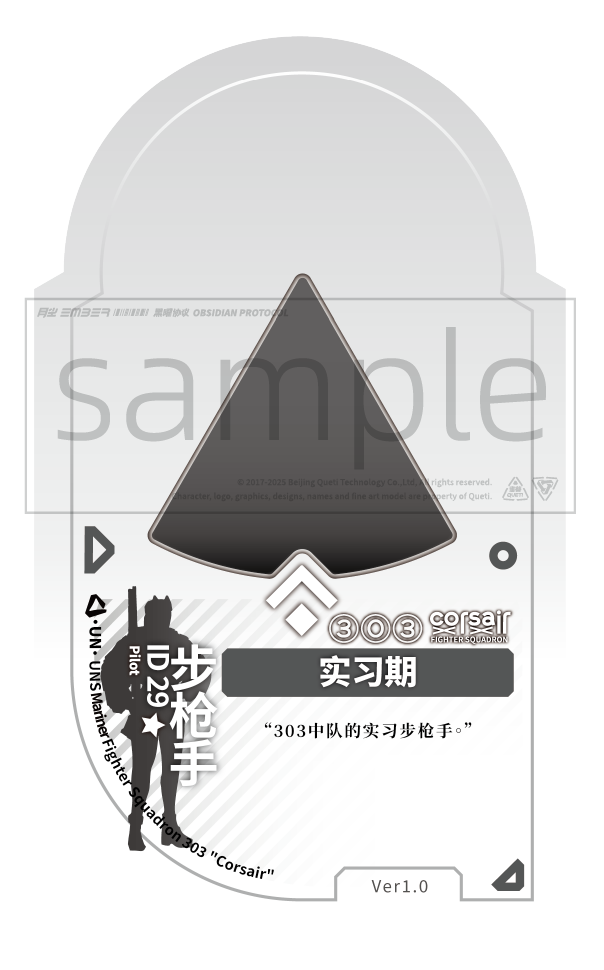 月尘 EMBER 黑曜协议 OBSIDIAN PROTOCOL
sample
© 2017-2025 Beijing Queti Technology Co.,Ltd. All rights reserved.
Character, logo, graphics, designs, names and fine art model are property of Queti.
QUETI
303 corsair
FIGHTER SQUADRON
实习期
步枪手
ID 29 ★
Pilot
“303中队的实习步枪手。”
·UN·UNS Mariner Fighter Squadron 303 "Corsair"
Ver1.0